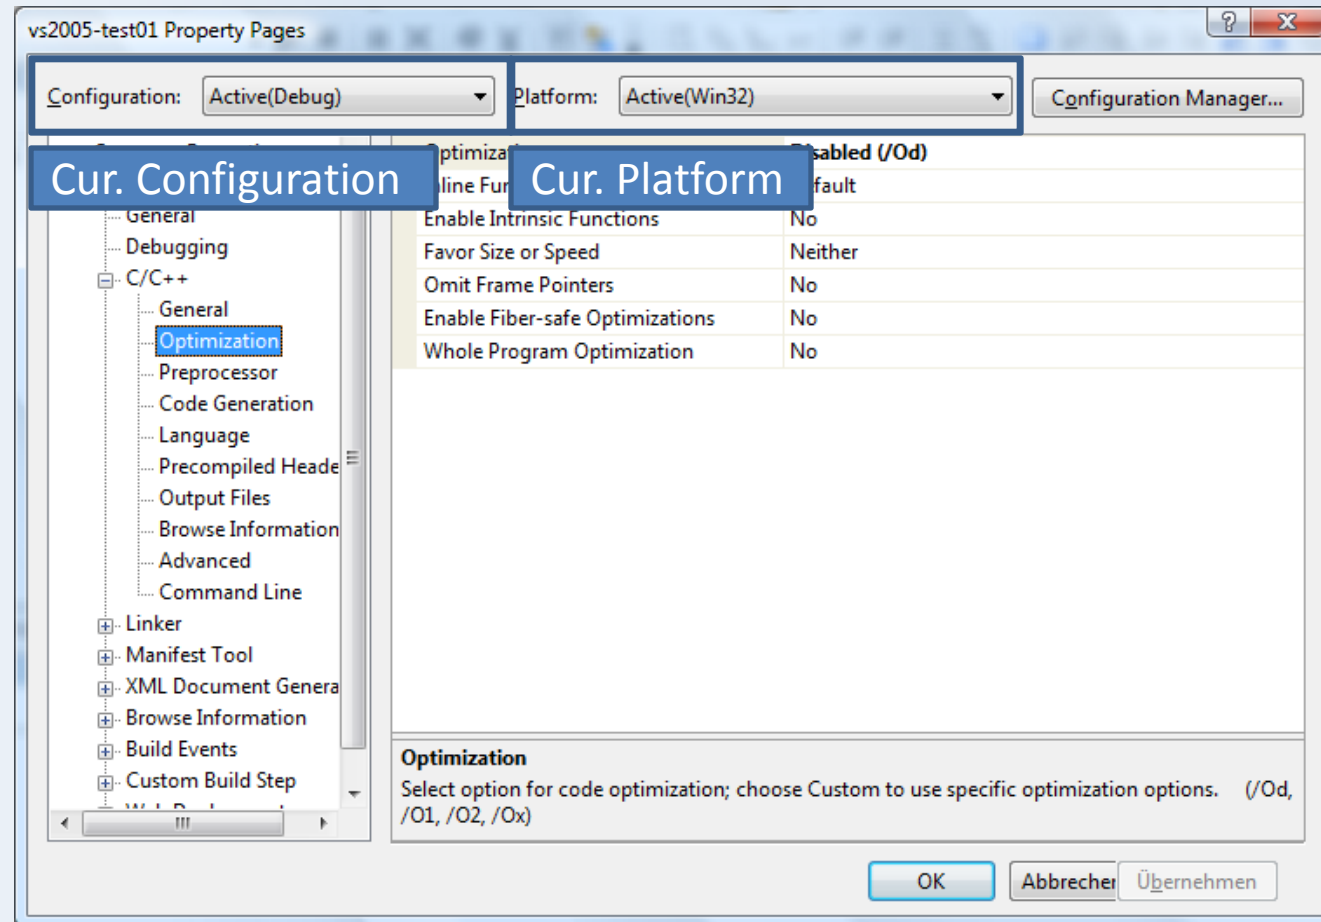 vs2005-test01 Property Pages
Configuration: Active(Debug) Platform: Active(Win32) Configuration Manager...
Cur. Configuration Cur. Platform
General
Debugging
C/C++
General
Optimization
Preprocessor
Code Generation
Language
Precompiled Heade
Output Files
Browse Information
Advanced
Command Line
Linker
Manifest Tool
XML Document Genera
Browse Information
Build Events
Custom Build Step
(/Od)
Enable Intrinsic Functions No
Favor Size or Speed Neither
Omit Frame Pointers No
Enable Fiber-safe Optimizations No
Whole Program Optimization No
Optimization
Select option for code optimization; choose Custom to use specific optimization options. (/Od,
/O1, /O2, /Ox)
OK Abbrecher Übernehmen